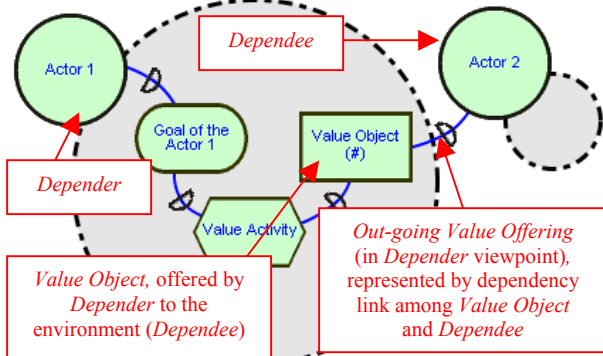 Dependee
Actor 1
Actor 2
Goal of the
Actor 1
Value Object
(#)
Depender
Value Activity
Out-going Value Offering
(in Depender viewpoint),
represented by dependency
link among Value Object
and Dependee
Value Object, offered by
Depender to the
environment (Dependee)